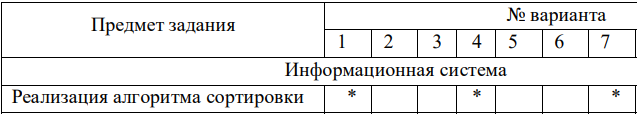 Предмет задания № варианта
1 2 3 4 5 6 7
Информационная система
Реализация алгоритма сортировки * * *